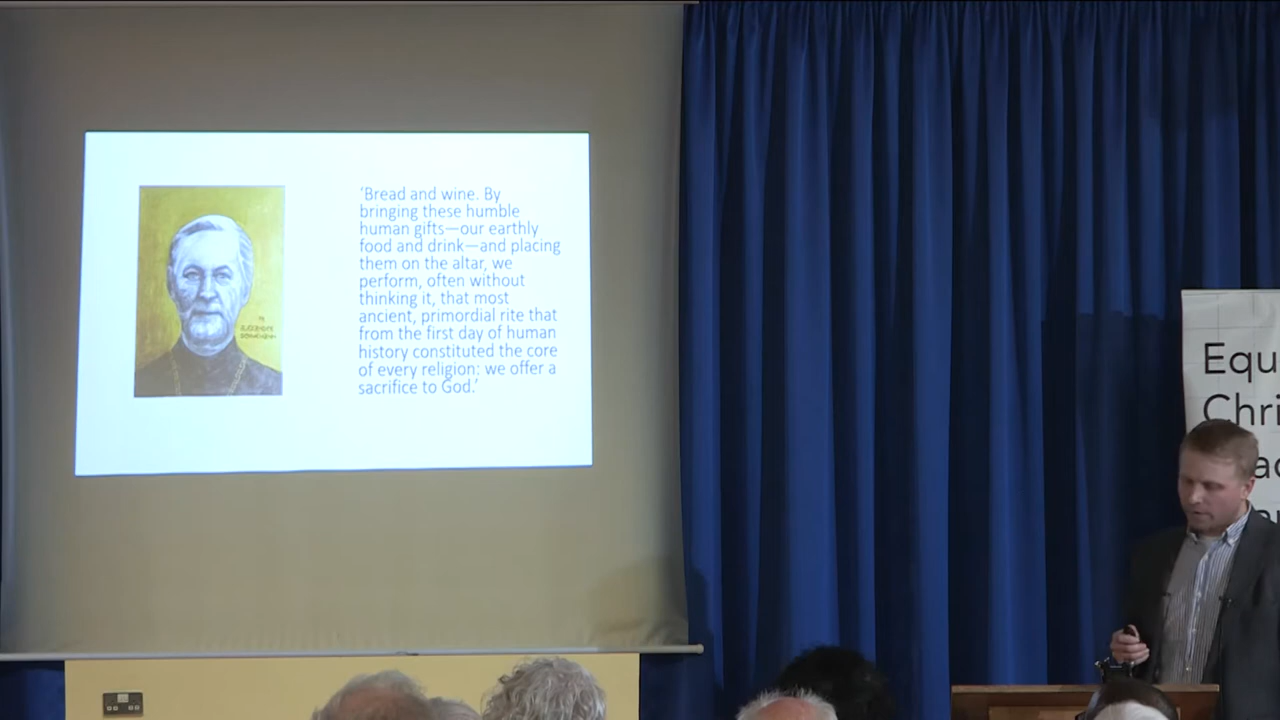 ‘Bread and wine. By
bringing these humble
human gifts—our earthly
food and drink—and placing
them on the altar, we
perform, often without
thinking it, that most
ancient, primordial rite that
from the first day of human
history constituted the core
of every religion: we offer a
sacrifice to God.’
Equ
Chri